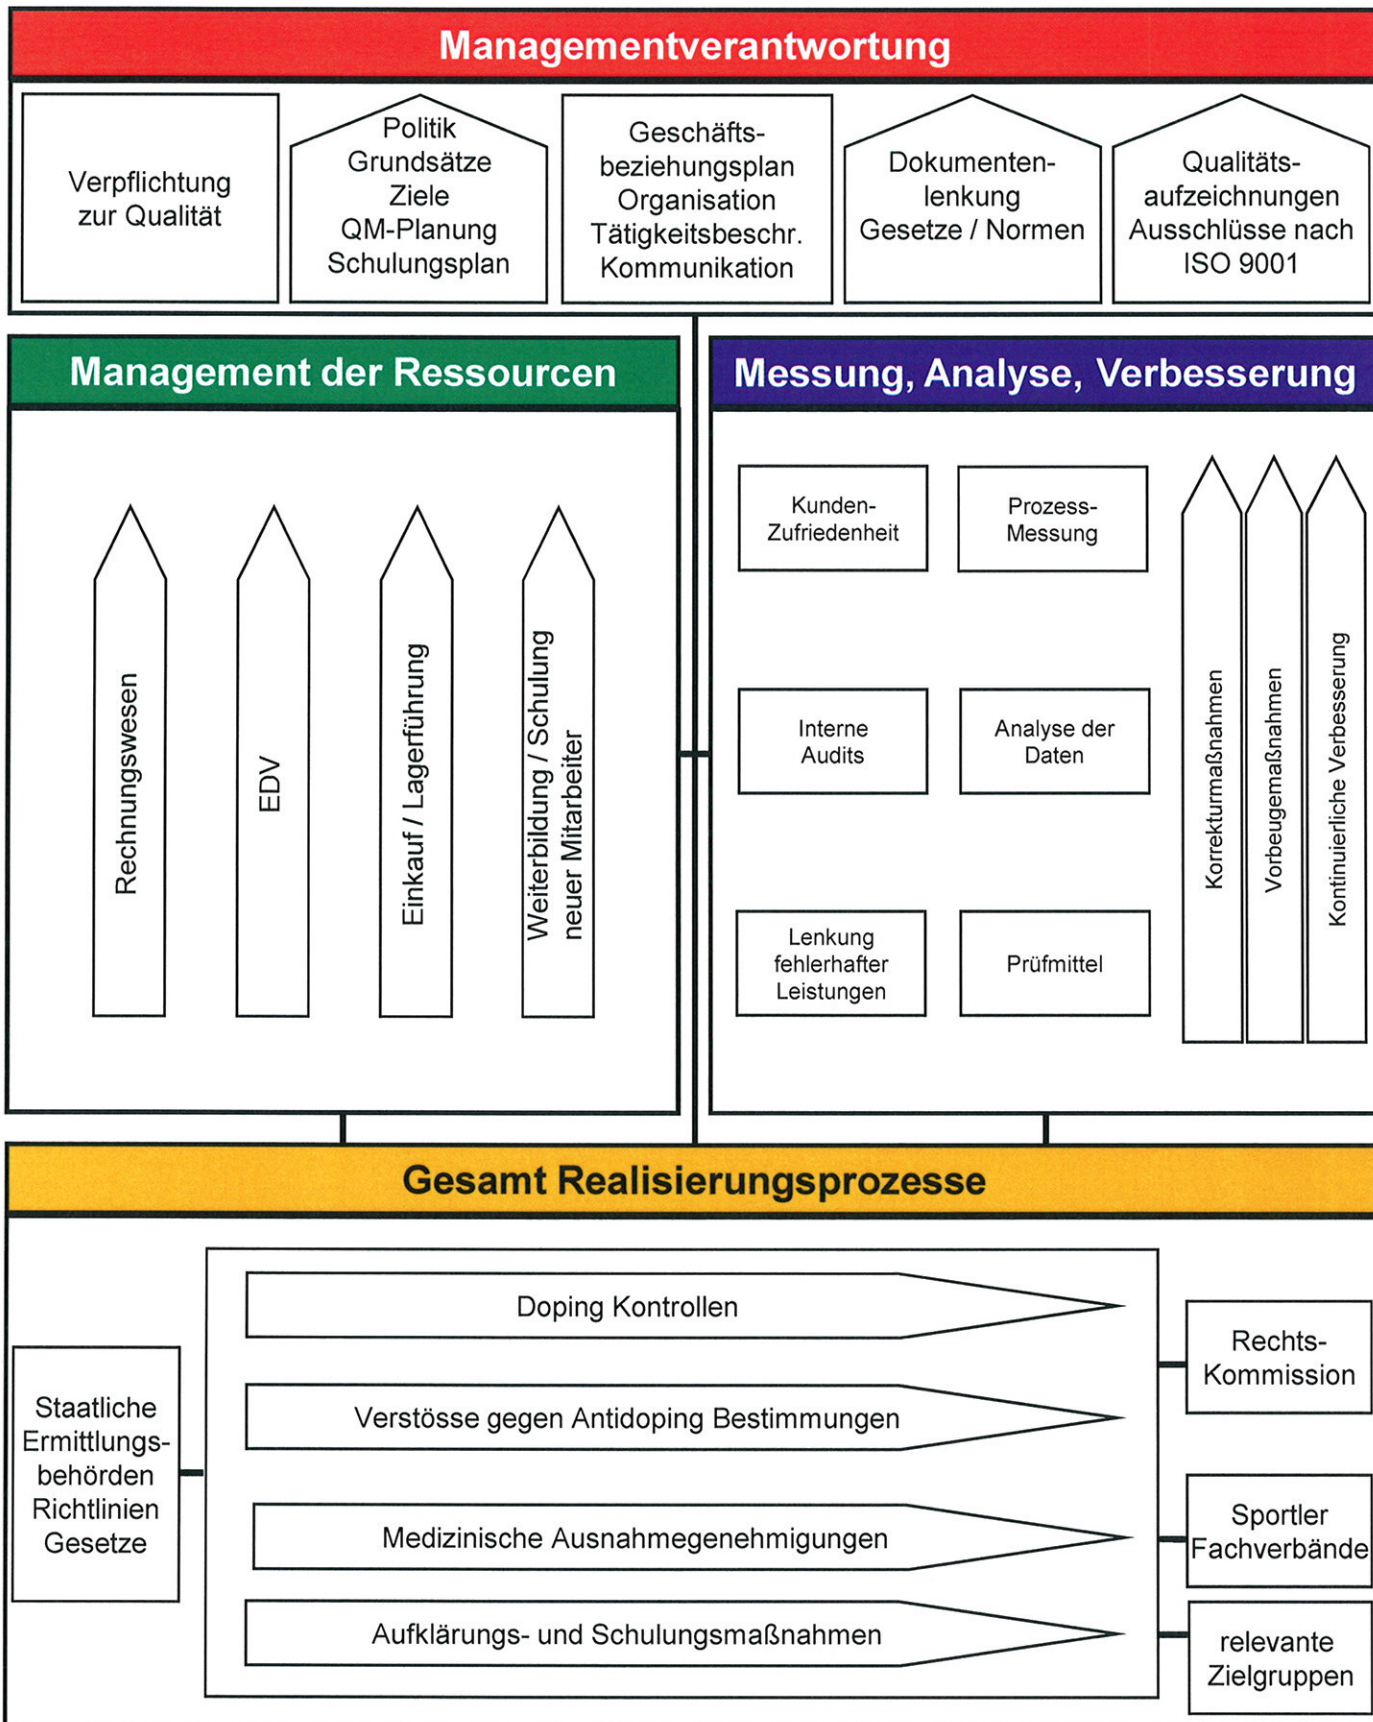 Managementverantwortung
Verpflichtung
zur Qualität
Politik
Grundsätze
Ziele
QM-Planung
Schulungsplan
Geschäfts-
beziehungsplan
Organisation
Tätigkeitsbeschr.
Kommunikation
Dokumenten-
lenkung
Gesetze / Normen
Qualitäts-
aufzeichnungen
Ausschlüsse nach
ISO 9001
Management der Ressourcen
Rechnungswesen
EDV
Einkauf / Lagerführung
Weiterbildung / Schulung
neuer Mitarbeiter
Messung, Analyse, Verbesserung
Kunden-
Zufriedenheit
Prozess-
Messung
Interne
Audits
Analyse der
Daten
Lenkung
fehlerhafter
Leistungen
Prüfmittel
Korrekturmaßnahmen
Vorbeugemaßnahmen
Kontinuierliche Verbesserung
Gesamt Realisierungsprozesse
Staatliche
Ermittlungs-
behörden
Richtlinien
Gesetze
Doping Kontrollen
Verstösse gegen Antidoping Bestimmungen
Medizinische Ausnahmegenehmigungen
Aufklärungs- und Schulungsmaßnahmen
Rechts-
Kommission
Sportler
Fachverbände
relevante
Zielgruppen